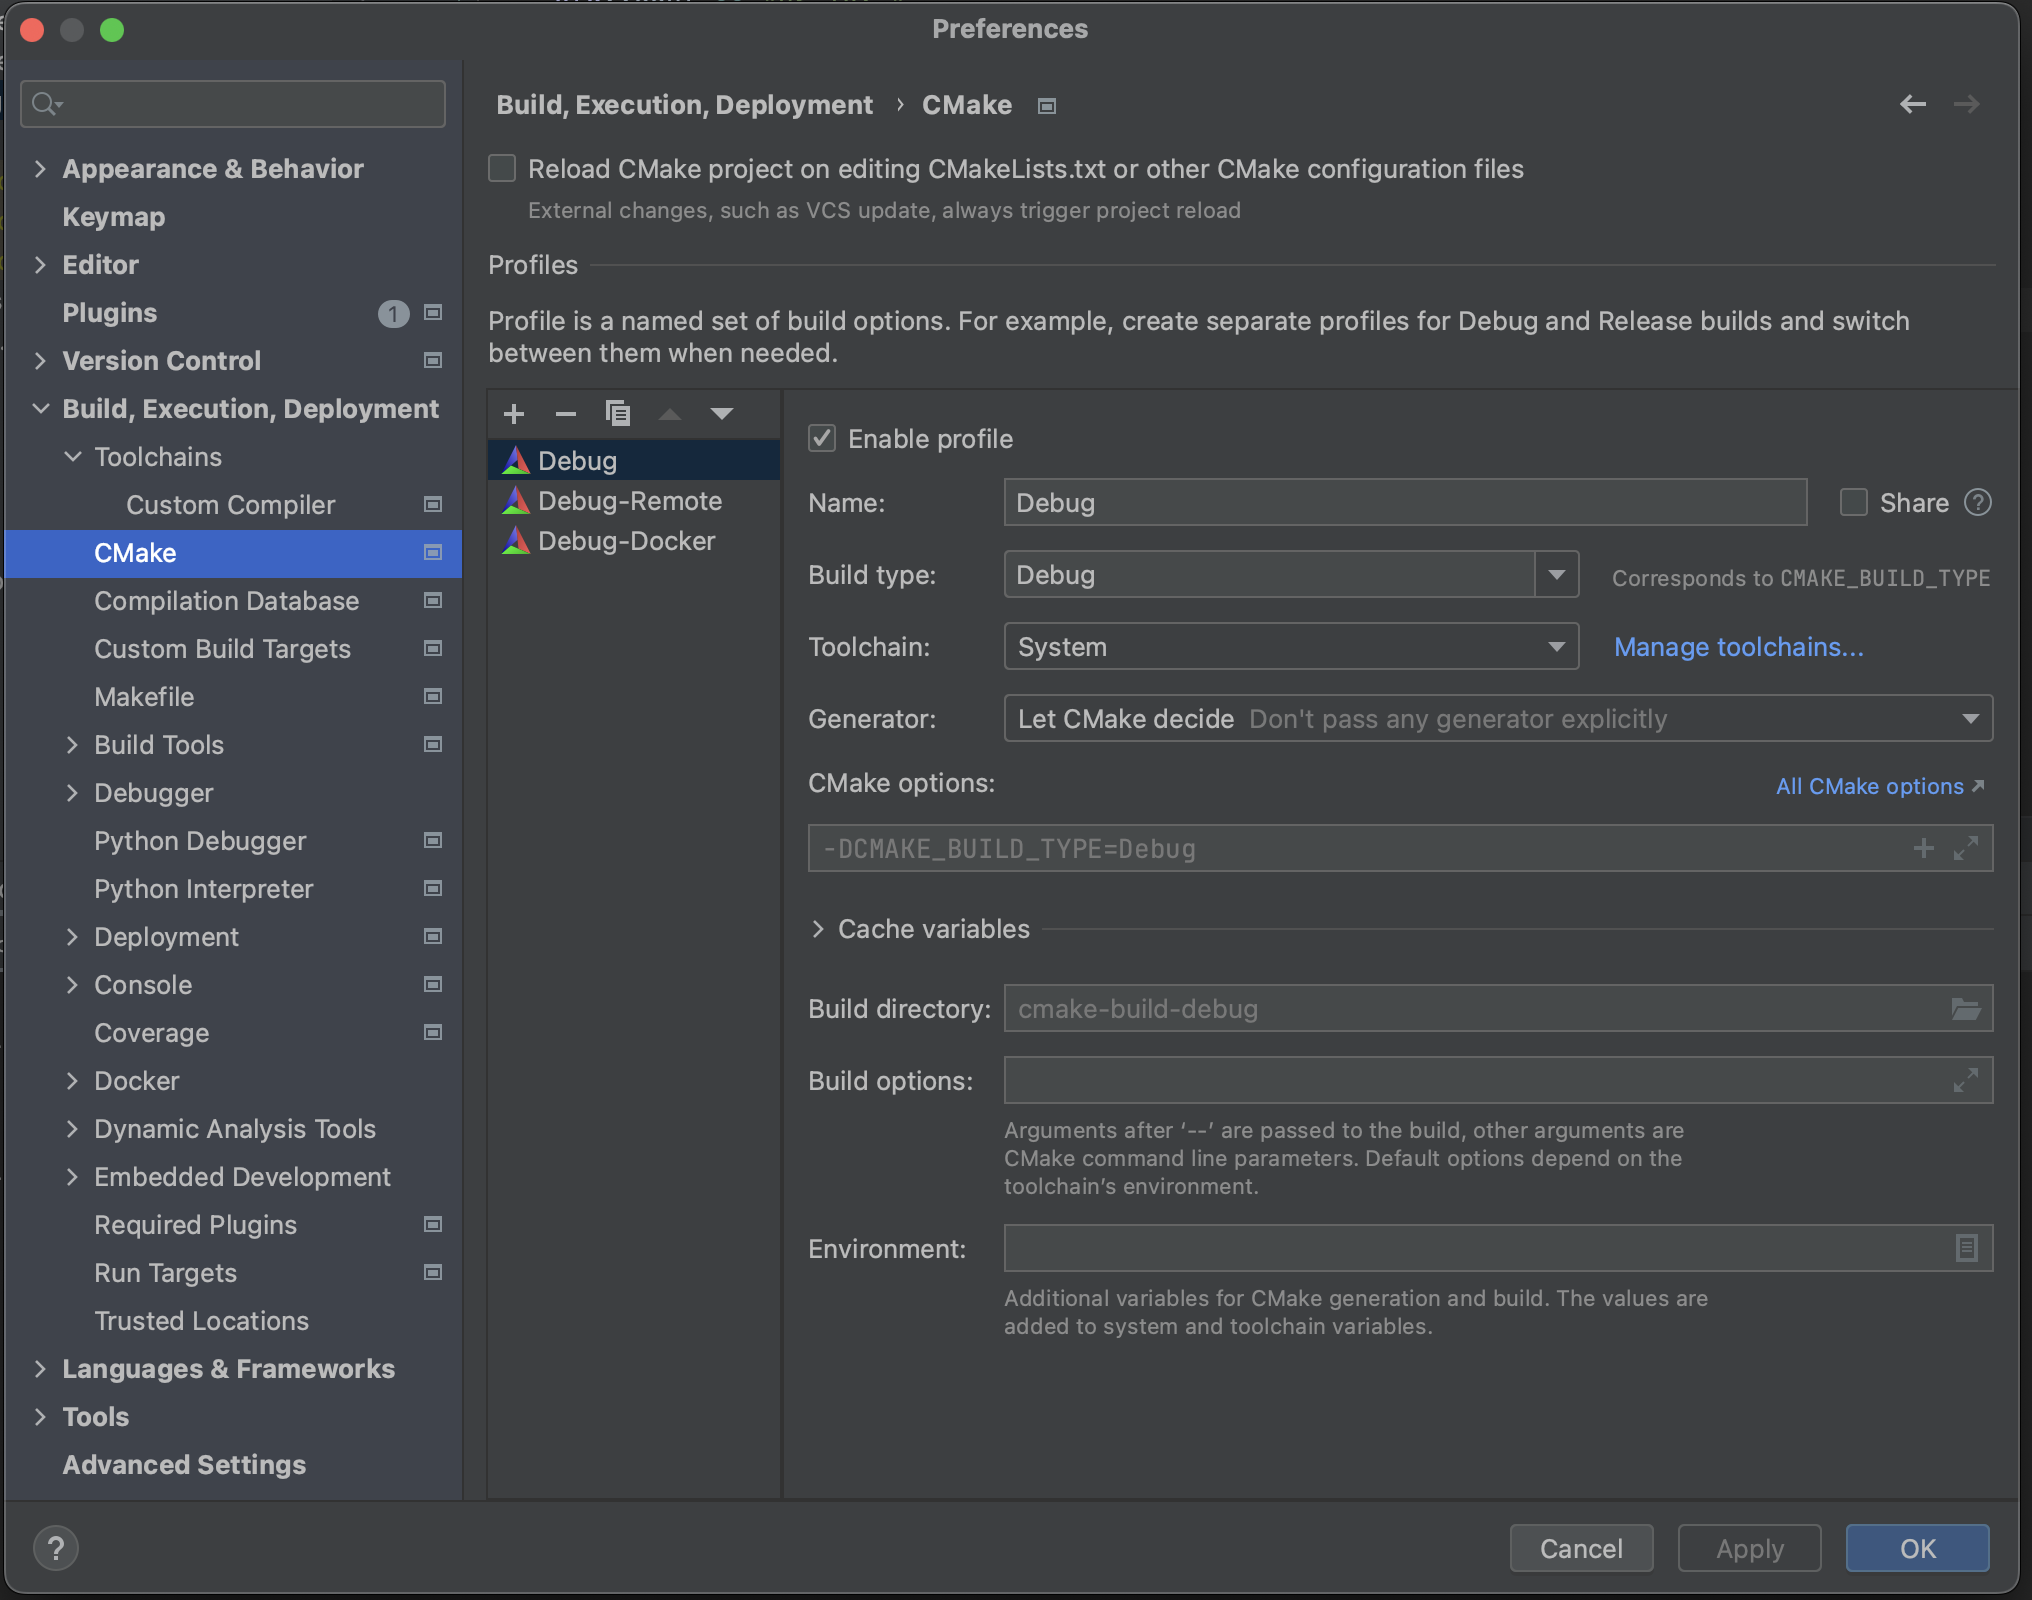 Preferences
Build, Execution, Deployment › CMake
Appearance & Behavior
Keymap
Editor
Plugins 1
Version Control
Build, Execution, Deployment
Toolchains
Custom Compiler
CMake
Compilation Database
Custom Build Targets
Makefile
Build Tools
Debugger
Python Debugger
Python Interpreter
Deployment
Console
Coverage
Docker
Dynamic Analysis Tools
Embedded Development
Required Plugins
Run Targets
Trusted Locations
Languages & Frameworks
Tools
Advanced Settings
Reload CMake project on editing CMakeLists.txt or other CMake configuration files
External changes, such as VCS update, always trigger project reload
Profiles
Profile is a named set of build options. For example, create separate profiles for Debug and Release builds and switch
between them when needed.
Debug
Debug-Remote
Debug-Docker
Enable profile
Name: Debug Share ?
Build type: Debug Corresponds to CMAKE_BUILD_TYPE
Toolchain: System Manage toolchains...
Generator: Let CMake decide Don't pass any generator explicitly
CMake options: All CMake options ↗
-DCMAKE_BUILD_TYPE=Debug
Cache variables
Build directory: cmake-build-debug
Build options:
Arguments after ‘--’ are passed to the build, other arguments are
CMake command line parameters. Default options depend on the
toolchain’s environment.
Environment:
Additional variables for CMake generation and build. The values are
added to system and toolchain variables.
? Cancel Apply OK